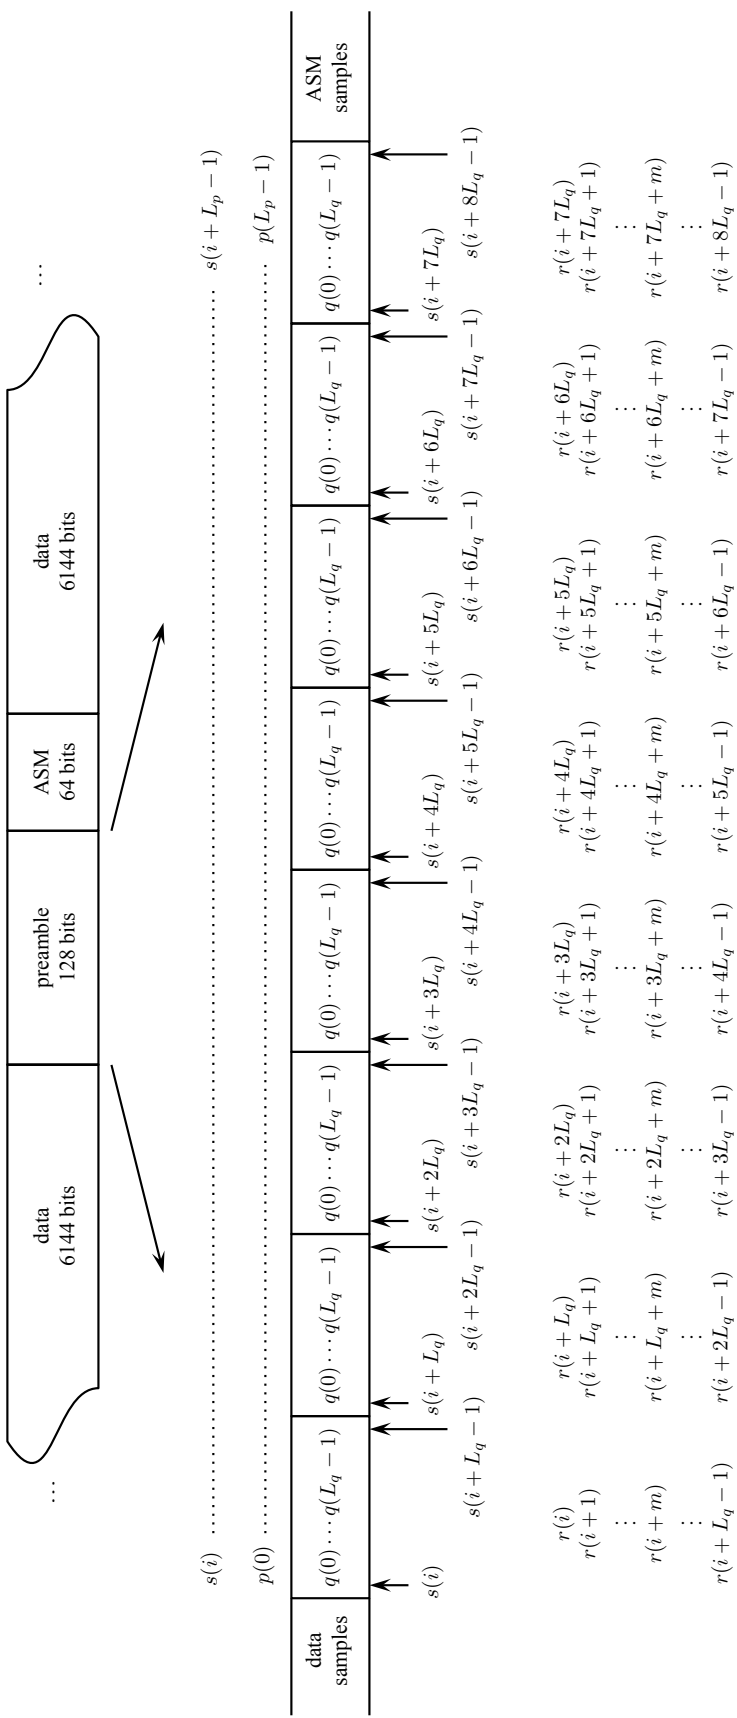 ⋯ data preamble ASM data ⋯
6144 bits 128 bits 64 bits 6144 bits
s(i) ⋯⋯ s(i + L_p − 1)
p(0) ⋯⋯ p(L_p − 1)
data q(0) ⋯ q(L_q − 1) q(0) ⋯ q(L_q − 1) q(0) ⋯ q(L_q − 1) q(0) ⋯ q(L_q − 1) q(0) ⋯ q(L_q − 1) q(0) ⋯ q(L_q − 1) q(0) ⋯ q(L_q − 1) q(0) ⋯ q(L_q − 1) ASM
samples samples
s(i) s(i + L_q) s(i + 2L_q) s(i + 3L_q) s(i + 4L_q) s(i + 5L_q) s(i + 6L_q) s(i + 7L_q)
s(i + L_q − 1) s(i + 2L_q − 1) s(i + 3L_q − 1) s(i + 4L_q − 1) s(i + 5L_q − 1) s(i + 6L_q − 1) s(i + 7L_q − 1) s(i + 8L_q − 1)
r(i) r(i + L_q) r(i + 2L_q) r(i + 3L_q) r(i + 4L_q) r(i + 5L_q) r(i + 6L_q) r(i + 7L_q)
r(i + 1) r(i + L_q + 1) r(i + 2L_q + 1) r(i + 3L_q + 1) r(i + 4L_q + 1) r(i + 5L_q + 1) r(i + 6L_q + 1) r(i + 7L_q + 1)
⋯ ⋯ ⋯ ⋯ ⋯ ⋯ ⋯ ⋯
r(i + m) r(i + L_q + m) r(i + 2L_q + m) r(i + 3L_q + m) r(i + 4L_q + m) r(i + 5L_q + m) r(i + 6L_q + m) r(i + 7L_q + m)
⋯ ⋯ ⋯ ⋯ ⋯ ⋯ ⋯ ⋯
r(i + L_q − 1) r(i + 2L_q − 1) r(i + 3L_q − 1) r(i + 4L_q − 1) r(i + 5L_q − 1) r(i + 6L_q − 1) r(i + 7L_q − 1) r(i + 8L_q − 1)